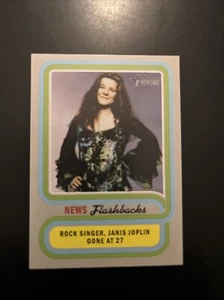 HERITAGE
NEWS Flashbacks
ROCK SINGER, JANIS JOPLIN
GONE AT 27